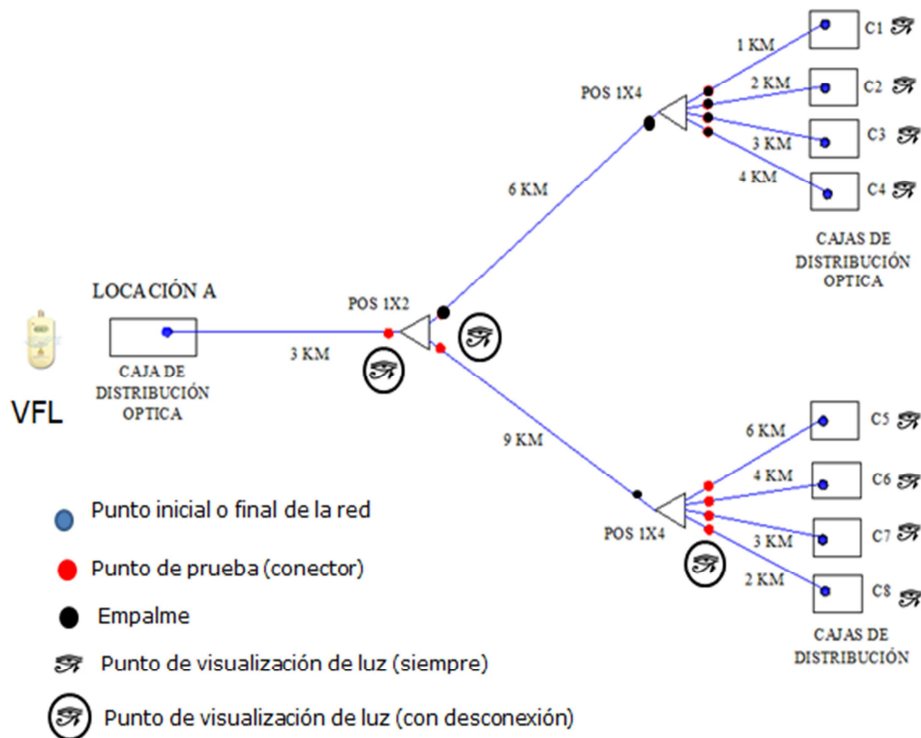 C1
1 KM
2 KM
C2
POS 1X4
3 KM
C3
4 KM
C4
6 KM
CAJAS DE
DISTRIBUCIÓN
OPTICA
LOCACIÓN A
POS 1X2
3 KM
CAJA DE
DISTRIBUCIÓN
OPTICA
VFL
9 KM
C5
6 KM
4 KM
C6
POS 1X4
3 KM
C7
2 KM
C8
CAJAS DE
DISTRIBUCIÓN
Punto inicial o final de la red
Punto de prueba (conector)
Empalme
Punto de visualización de luz (siempre)
Punto de visualización de luz (con desconexión)